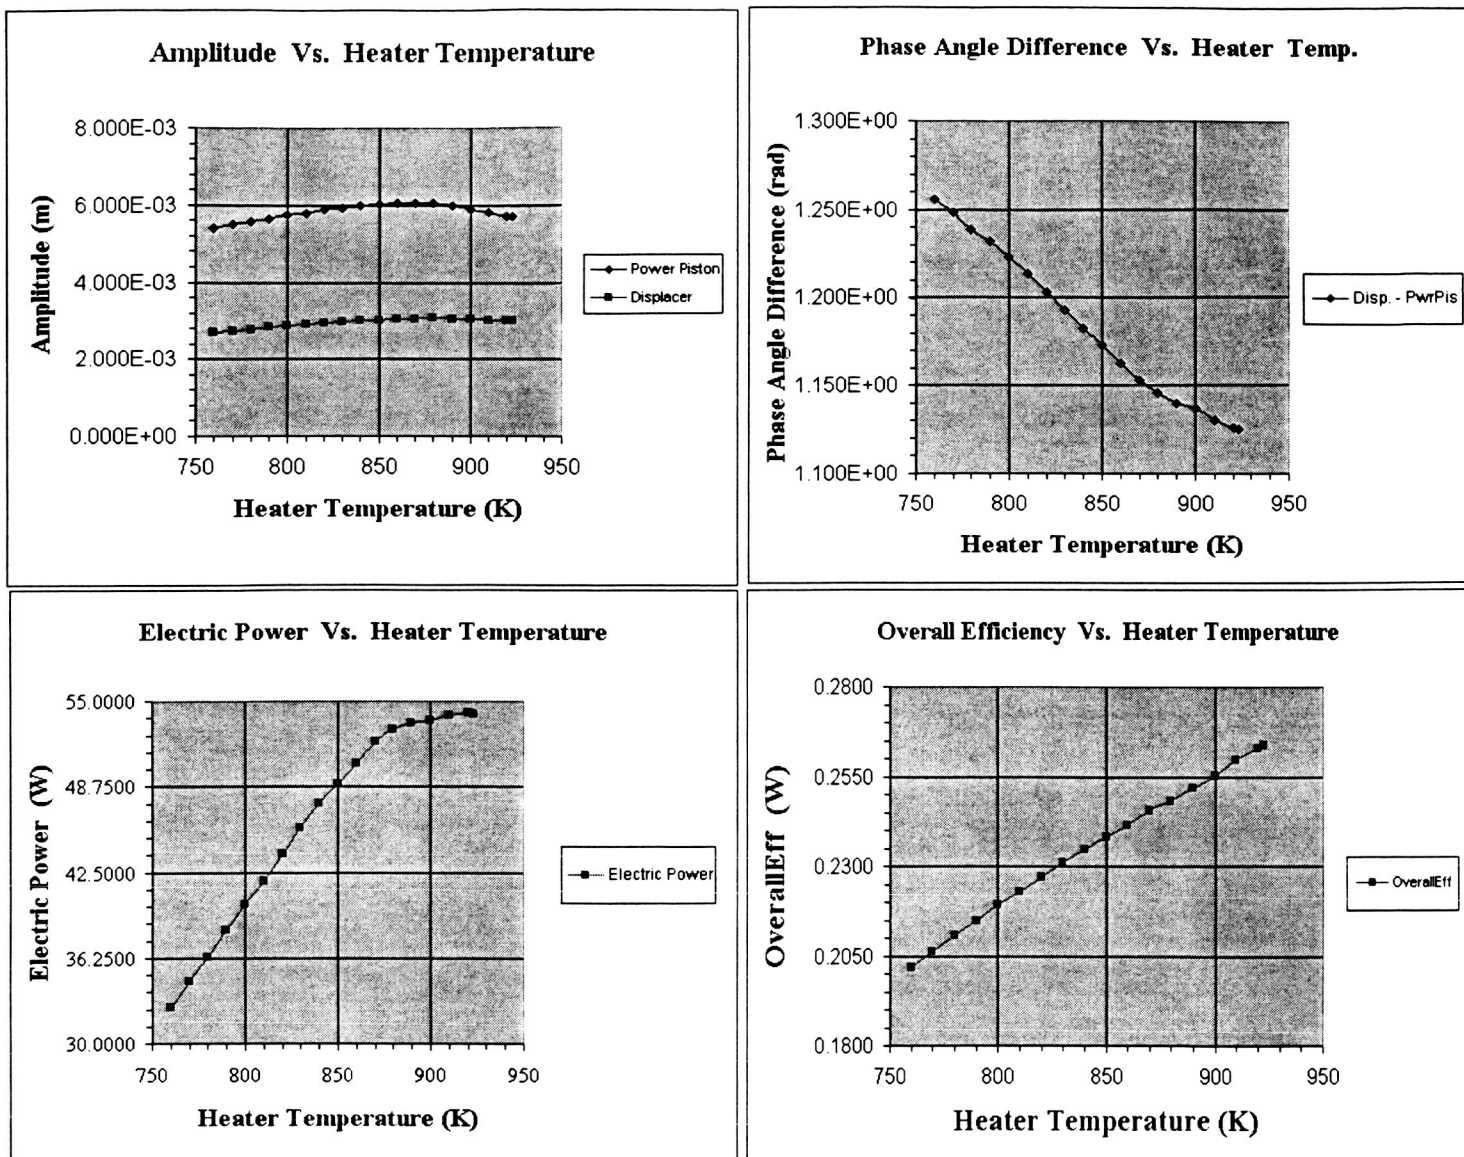 Amplitude Vs. Heater Temperature
8.000E-03
6.000E-03
4.000E-03
2.000E-03
0.000E+00
Amplitude (m)
750 800 850 900 950
Heater Temperature (K)
Power Piston
Displacer
Phase Angle Difference Vs. Heater Temp.
1.300E+00
1.250E+00
1.200E+00
1.150E+00
1.100E+00
Phase Angle Difference (rad)
750 800 850 900 950
Heater Temperature (K)
Disp. - PwrPis
Electric Power Vs. Heater Temperature
55.0000
48.7500
42.5000
36.2500
30.0000
Electric Power (W)
750 800 850 900 950
Heater Temperature (K)
Electric Power
Overall Efficiency Vs. Heater Temperature
0.2800
0.2550
0.2300
0.2050
0.1800
OverallEff (W)
750 800 850 900 950
Heater Temperature (K)
OverallEff